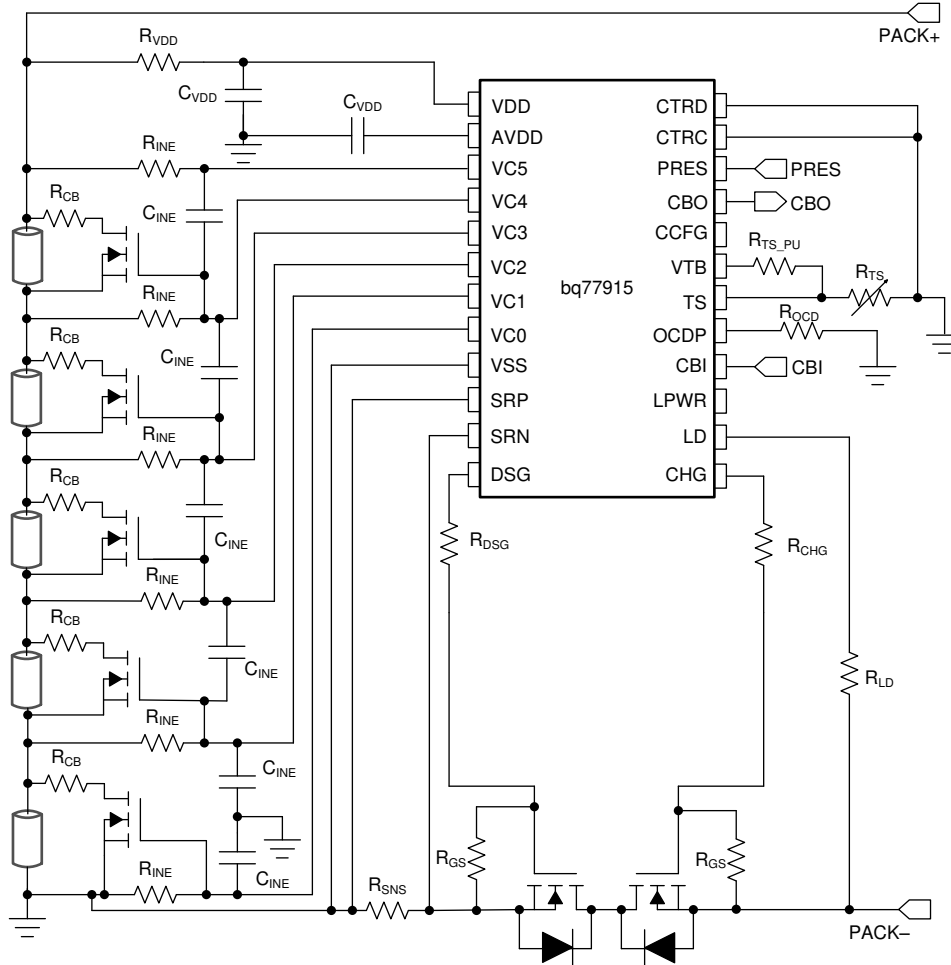 PACK+
RVDD
CVDD
CVDD
VDD
AVDD
VC5
VC4
VC3
VC2
VC1
VC0
VSS
SRP
SRN
DSG
bq77915
CTRD
CTRC
PRES
CBO
CCFG
VTB
TS
OCDP
CBI
LPWR
LD
CHG
PRES
CBO
RTS_PU
RTS
ROCD
CBI
RINE
RCB
CINE
RINE
RCB
CINE
RINE
RCB
CINE
RINE
RCB
CINE
RINE
RCB
CINE
RINE
CINE
RDSG
RCHG
RLD
RGS
RGS
RSNS
PACK–